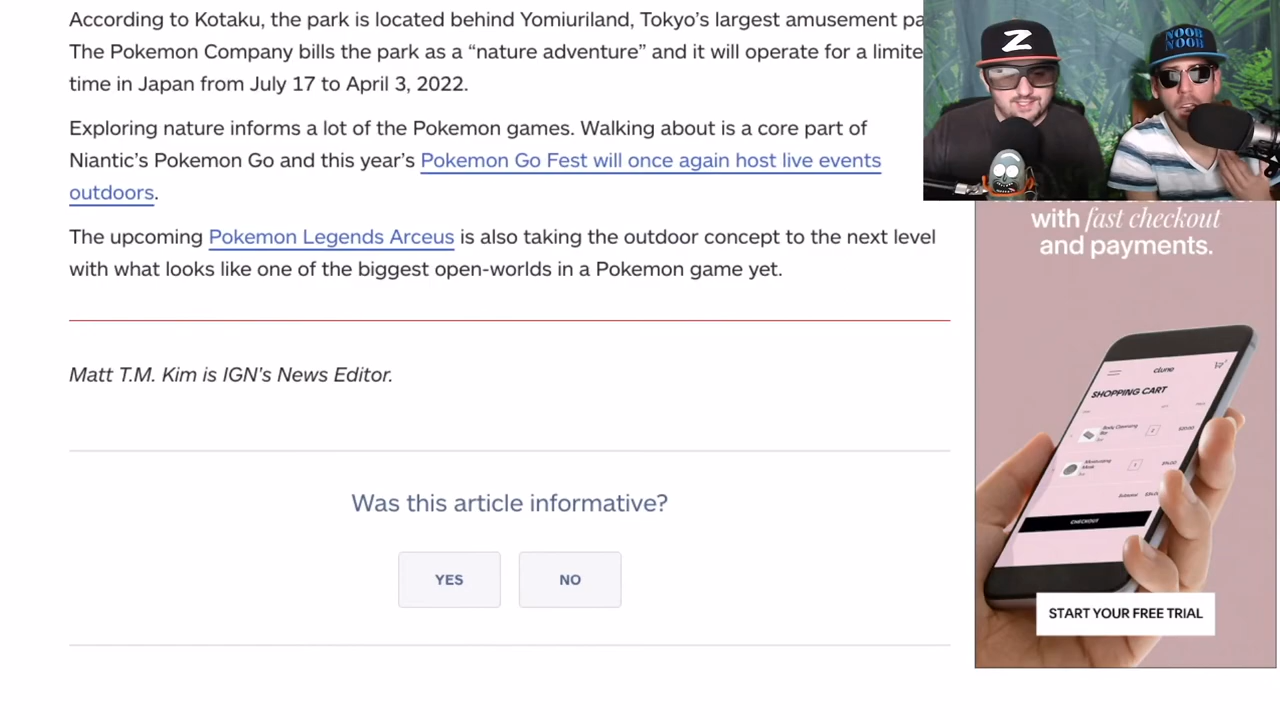 According to Kotaku, the park is located behind Yomiuriland, Tokyo’s largest amusement
The Pokemon Company bills the park as a “nature adventure” and it will operate for a
time in Japan from July 17 to April 3, 2022.
Exploring nature informs a lot of the Pokemon games. Walking about is a core part of
Niantic’s Pokemon Go and this year’s Pokemon Go Fest will once again host live events
outdoors.
The upcoming Pokemon Legends Arceus is also taking the outdoor concept to the next level
with what looks like one of the biggest open-worlds in a Pokemon game yet.
Matt T.M. Kim is IGN's News Editor.
Was this article informative?
YES
NO
Z
NOOB
NOOB
with fast checkout
and payments.
SHOPPING CART
CHECKOUT
START YOUR FREE TRIAL